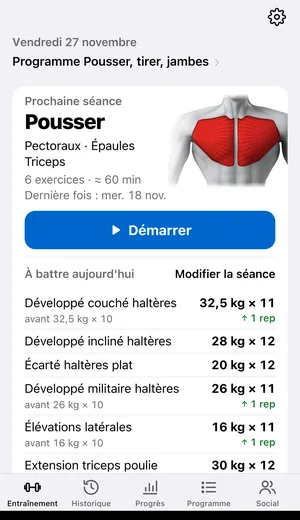 Vendredi 27 novembre
Programme Pousser, tirer, jambes
Prochaine séance
Pousser
Pectoraux · Épaules
Triceps
6 exercices · ≈ 60 min
Dernière fois : mer. 18 nov.
Démarrer
À battre aujourd'hui Modifier la séance
Développé couché haltères 32,5 kg × 11
avant 32,5 kg × 10 ↑ 1 rep
Développé incliné haltères 28 kg × 12
Écarté haltères plat 20 kg × 12
Développé militaire haltères 26 kg × 11
avant 26 kg × 10 ↑ 1 rep
Élévations latérales 16 kg × 11
avant 16 kg × 10 ↑ 1 rep
Extension triceps poulie 30 kg × 12
Entraînement Historique Progrès Programme Social